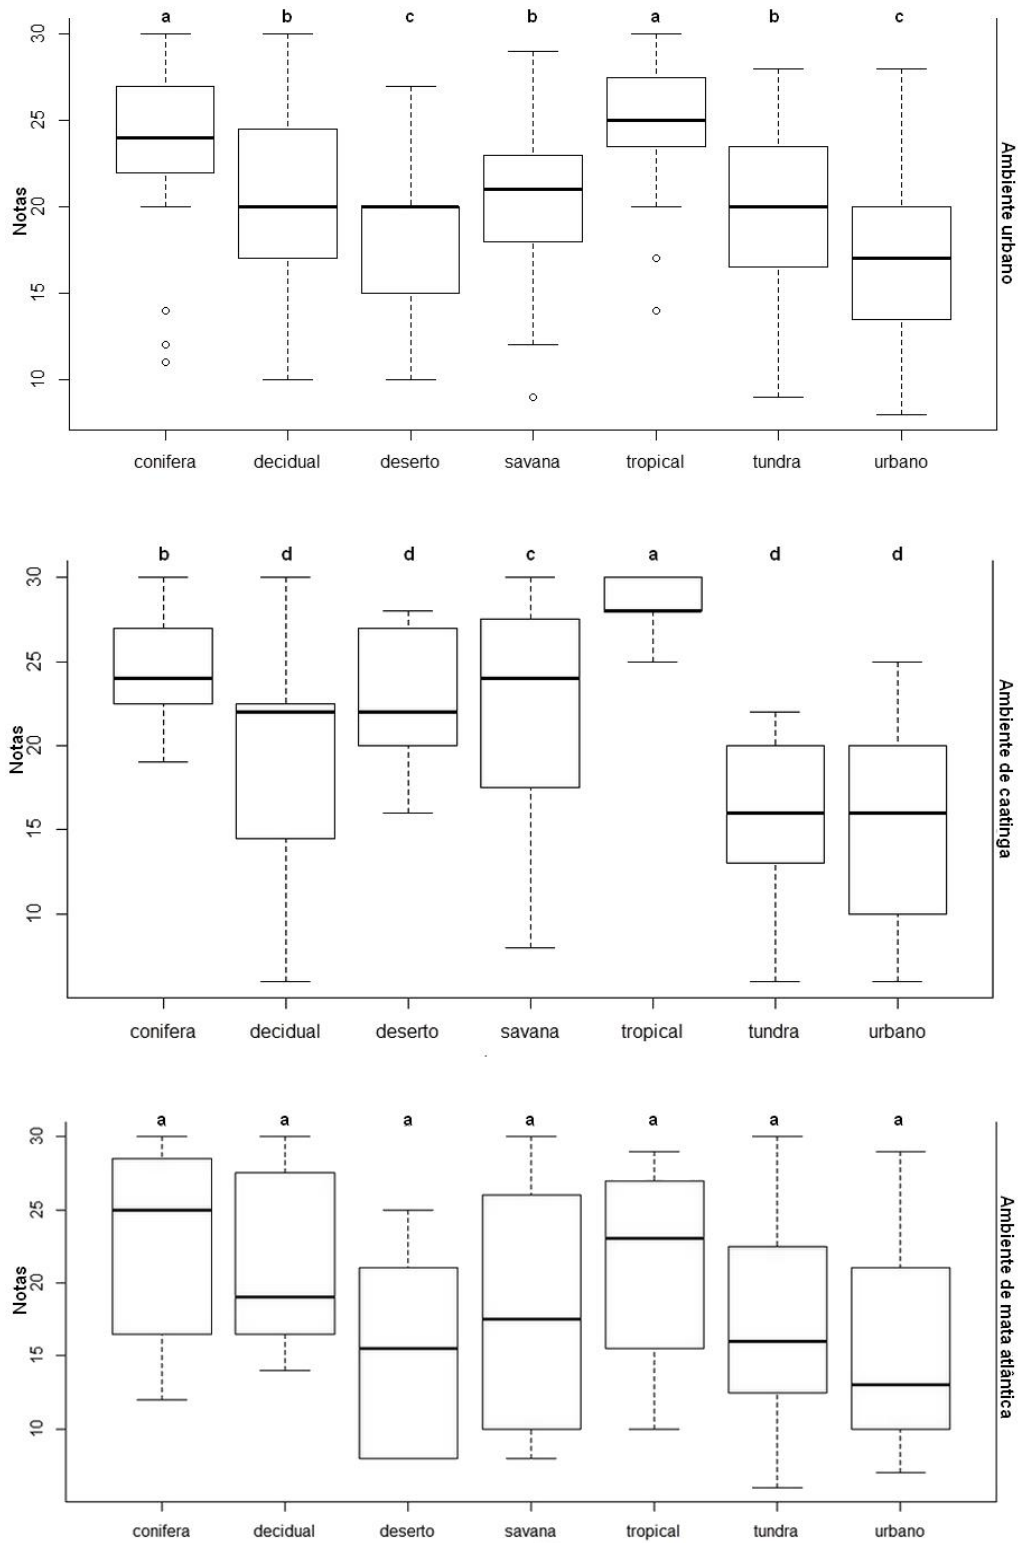 a b c b a b c
30
25
20
15
10
Notas
Ambiente urbano
conifera decidual deserto savana tropical tundra urbano
b d d c a d d
30
25
20
15
10
Notas
Ambiente de caatinga
conifera decidual deserto savana tropical tundra urbano
a a a a a a a
30
25
20
15
10
Notas
Ambiente de mata atlântica
conifera decidual deserto savana tropical tundra urbano